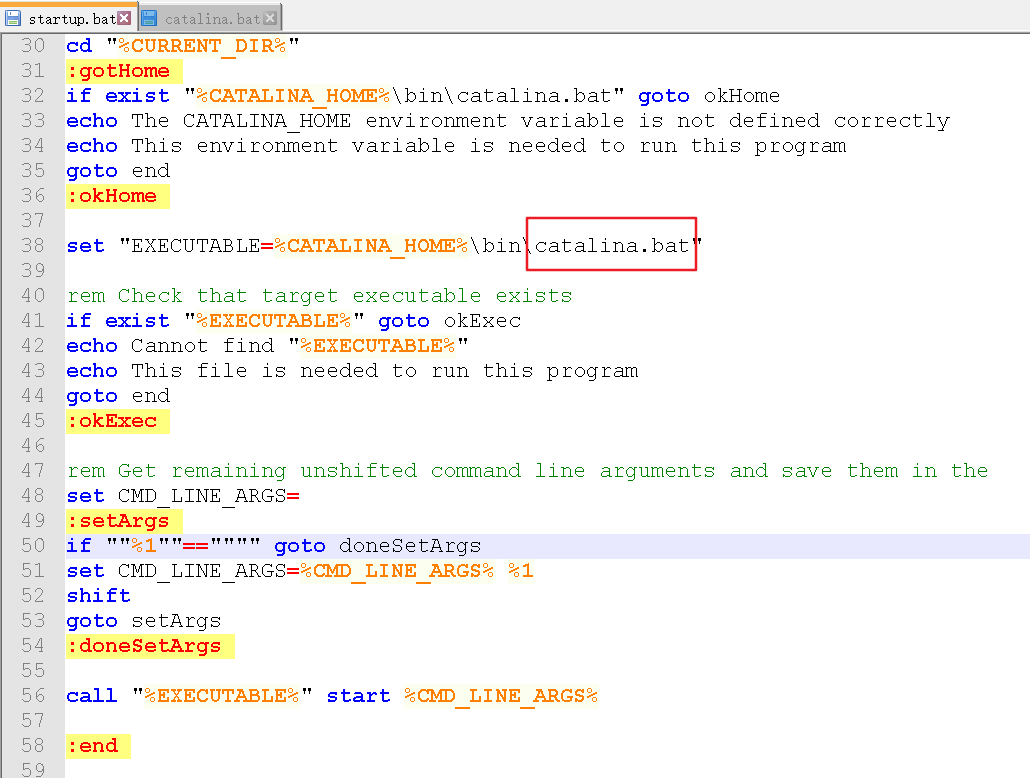 startup.bat catalina.bat
30 cd "%CURRENT_DIR%"
31 :gotHome
32 if exist "%CATALINA_HOME%\bin\catalina.bat" goto okHome
33 echo The CATALINA_HOME environment variable is not defined correctly
34 echo This environment variable is needed to run this program
35 goto end
36 :okHome
37
38 set "EXECUTABLE=%CATALINA_HOME%\bin\catalina.bat"
39
40 rem Check that target executable exists
41 if exist "%EXECUTABLE%" goto okExec
42 echo Cannot find "%EXECUTABLE%"
43 echo This file is needed to run this program
44 goto end
45 :okExec
46
47 rem Get remaining unshifted command line arguments and save them in the
48 set CMD_LINE_ARGS=
49 :setArgs
50 if ""%1""=="""" goto doneSetArgs
51 set CMD_LINE_ARGS=%CMD_LINE_ARGS% %1
52 shift
53 goto setArgs
54 :doneSetArgs
55
56 call "%EXECUTABLE%" start %CMD_LINE_ARGS%
57
58 :end
59